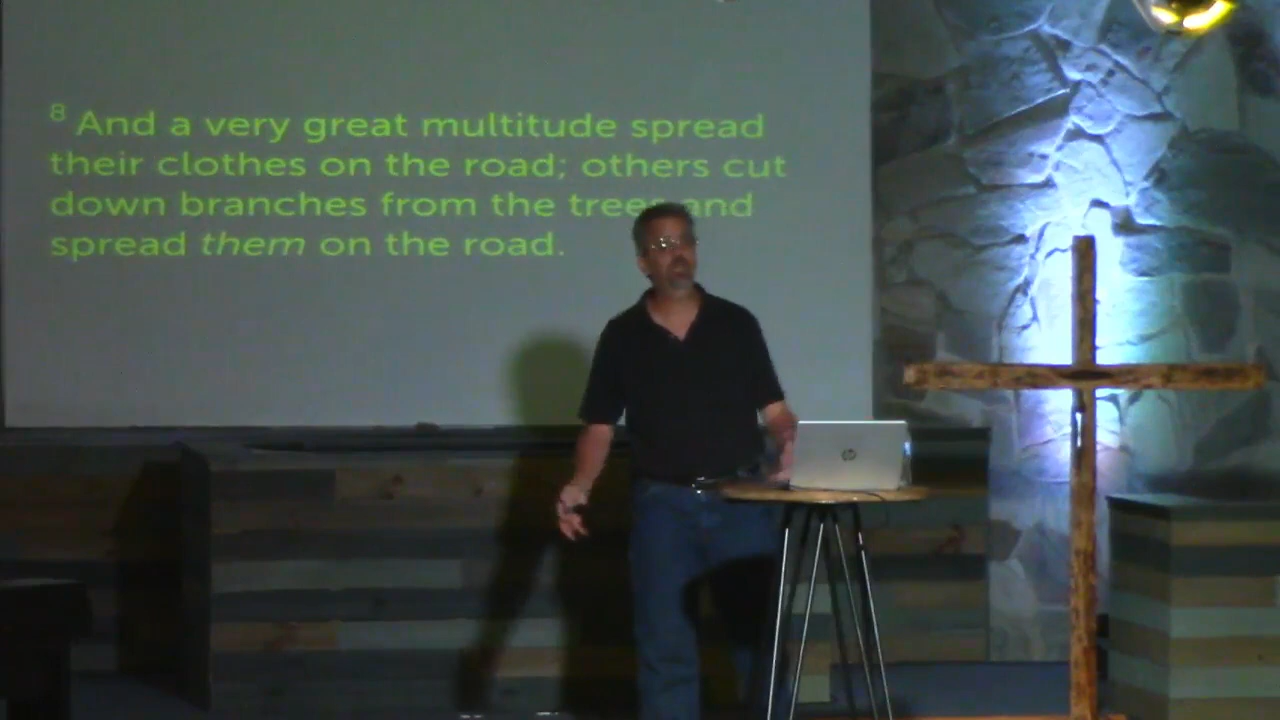 8 And a very great multitude spread
their clothes on the road; others cut
down branches from the trees and
spread them on the road.
hp